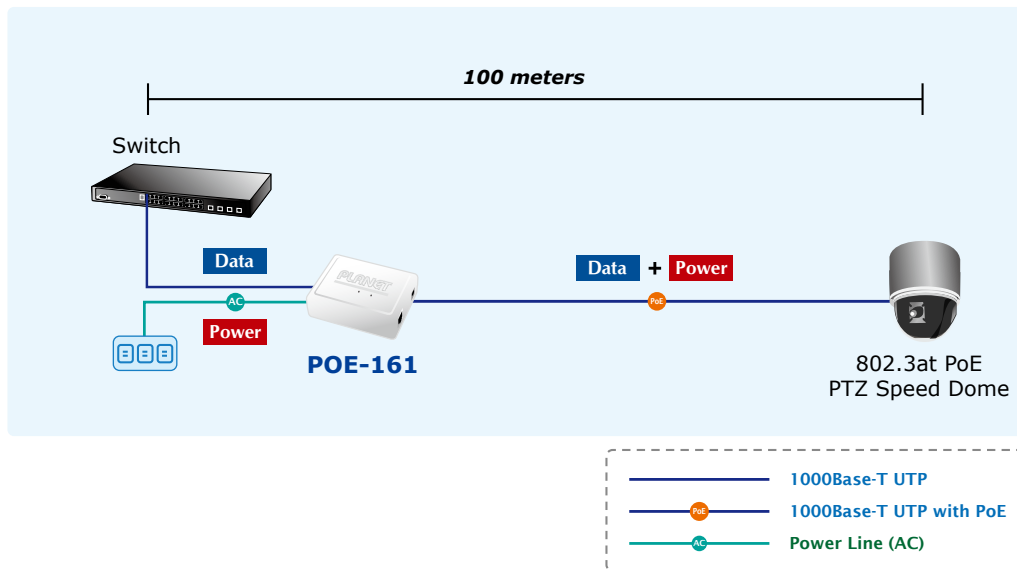 100 meters
Switch
Data
Data + Power
PLANET
AC
PoE
Power
POE-161
802.3at PoE
PTZ Speed Dome
1000Base-T UTP
PoE 1000Base-T UTP with PoE
AC Power Line (AC)